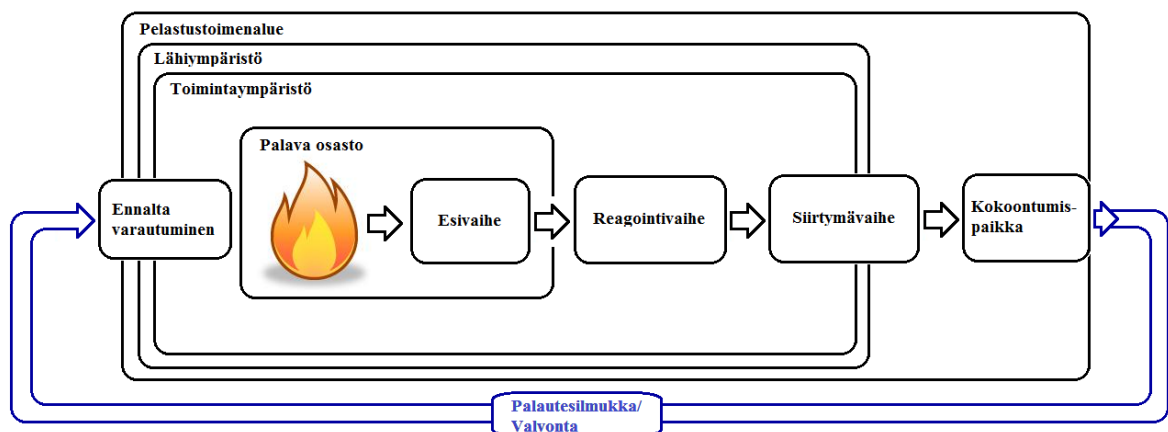 Pelastustoimenalue
Lähiympäristö
Toimintaympäristö
Palava osasto
Ennalta
varautuminen
Esivaihe
Reagointivaihe
Siirtymävaihe
Kokoontumis-
paikka
Palautesilmukka/
Valvonta